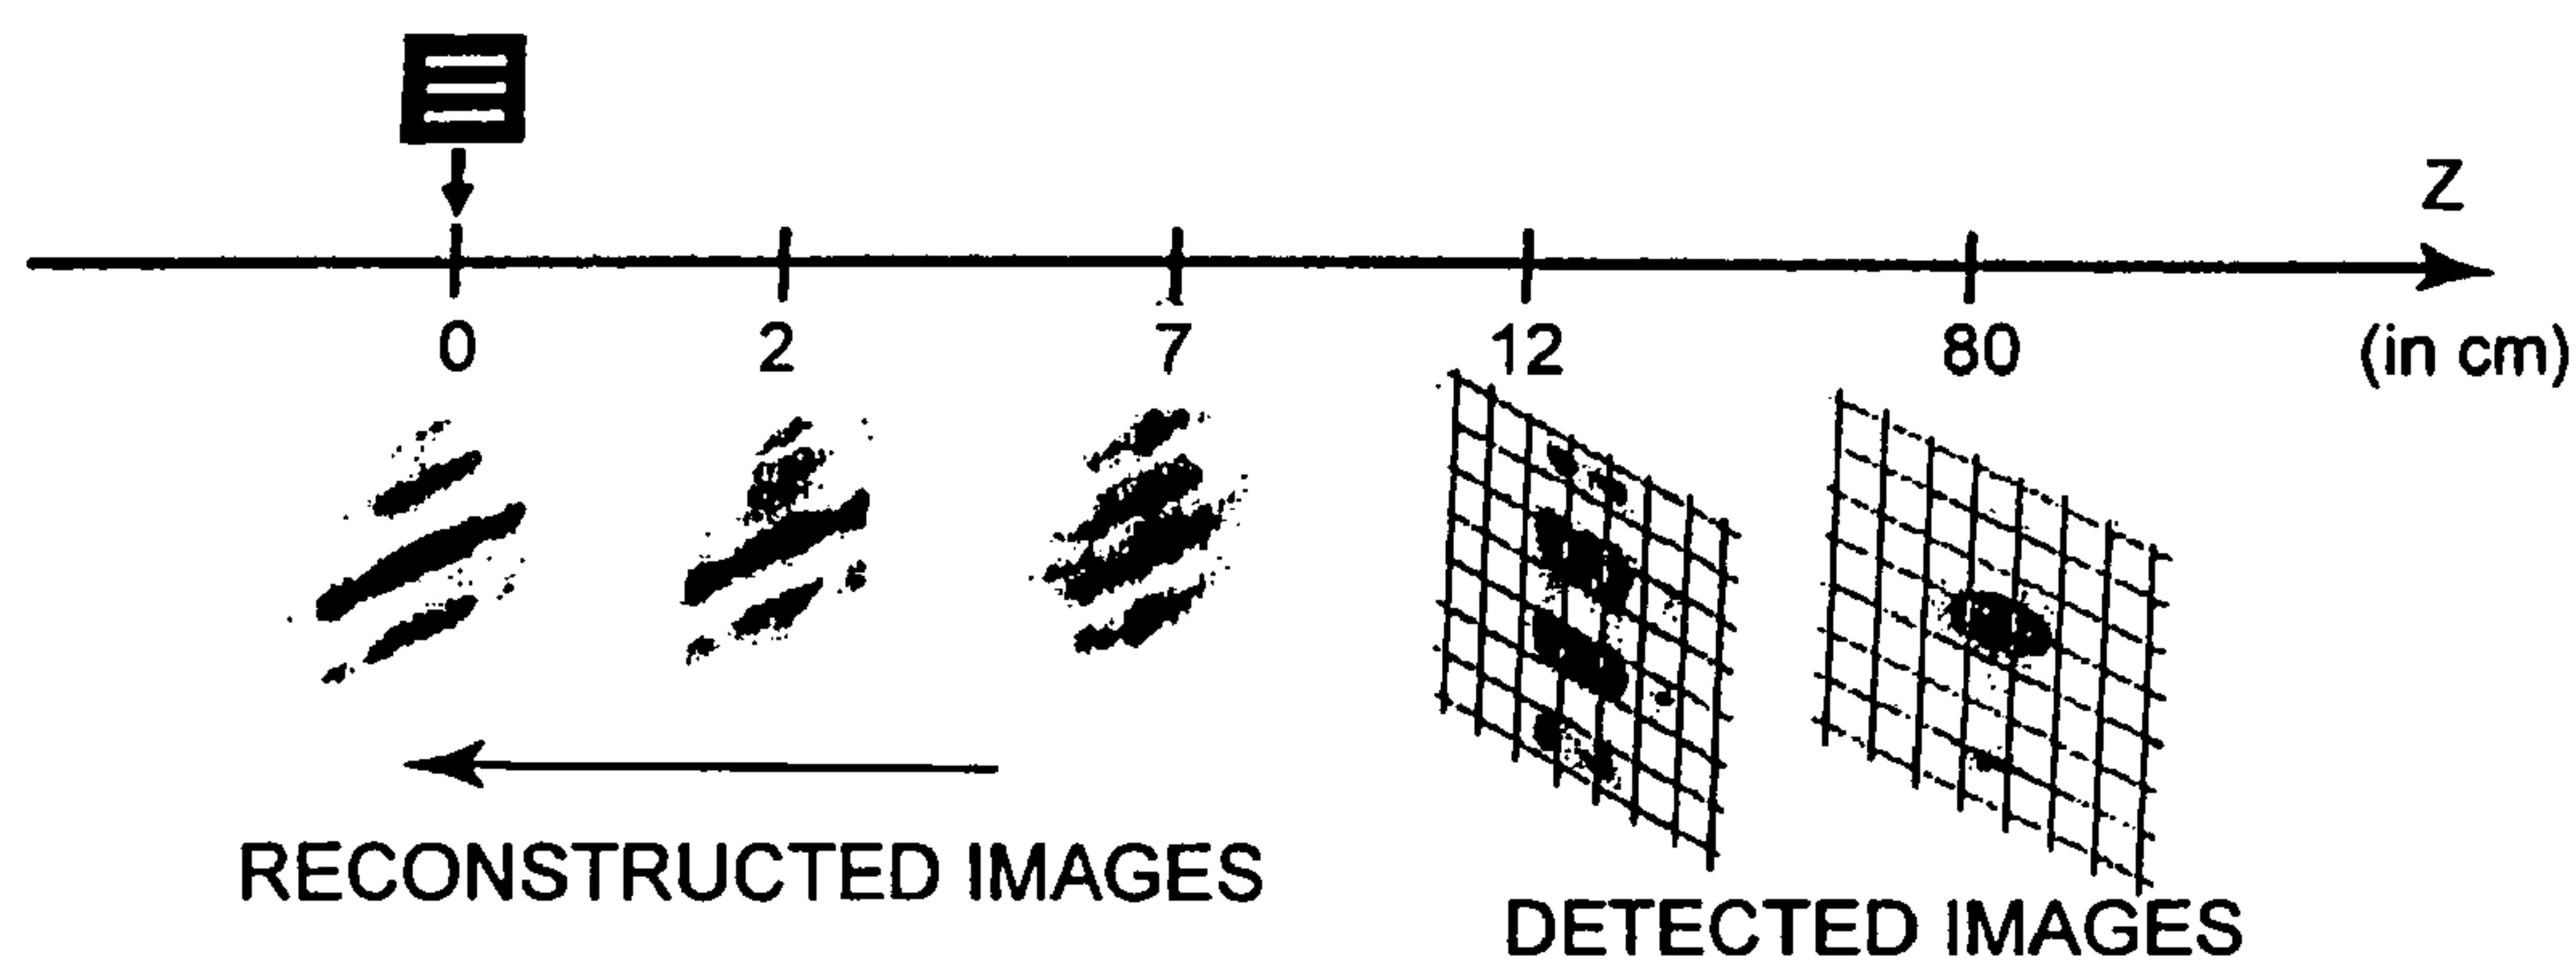 Z
0 2 7 12 80 (in cm)
RECONSTRUCTED IMAGES
DETECTED IMAGES